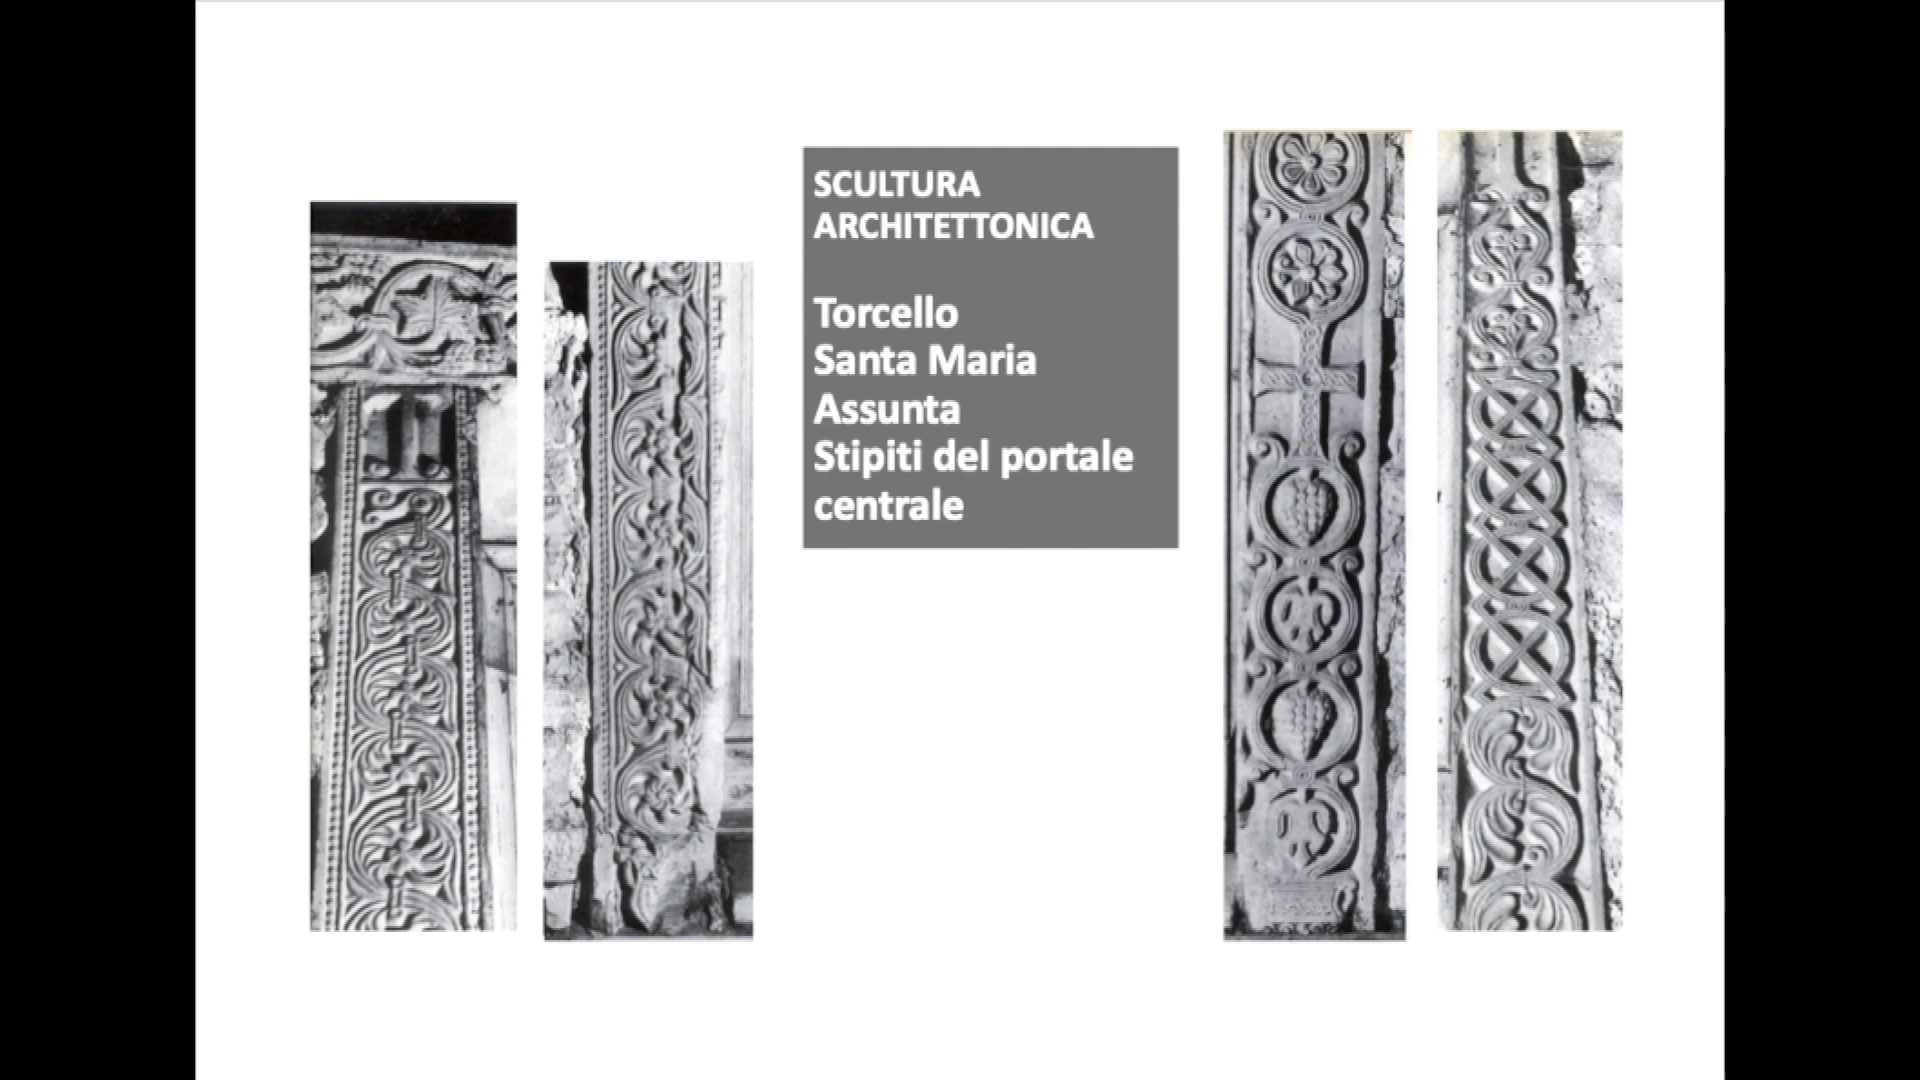 SCULTURA
ARCHITETTONICA
Torcello
Santa Maria
Assunta
Stipiti del portale
centrale